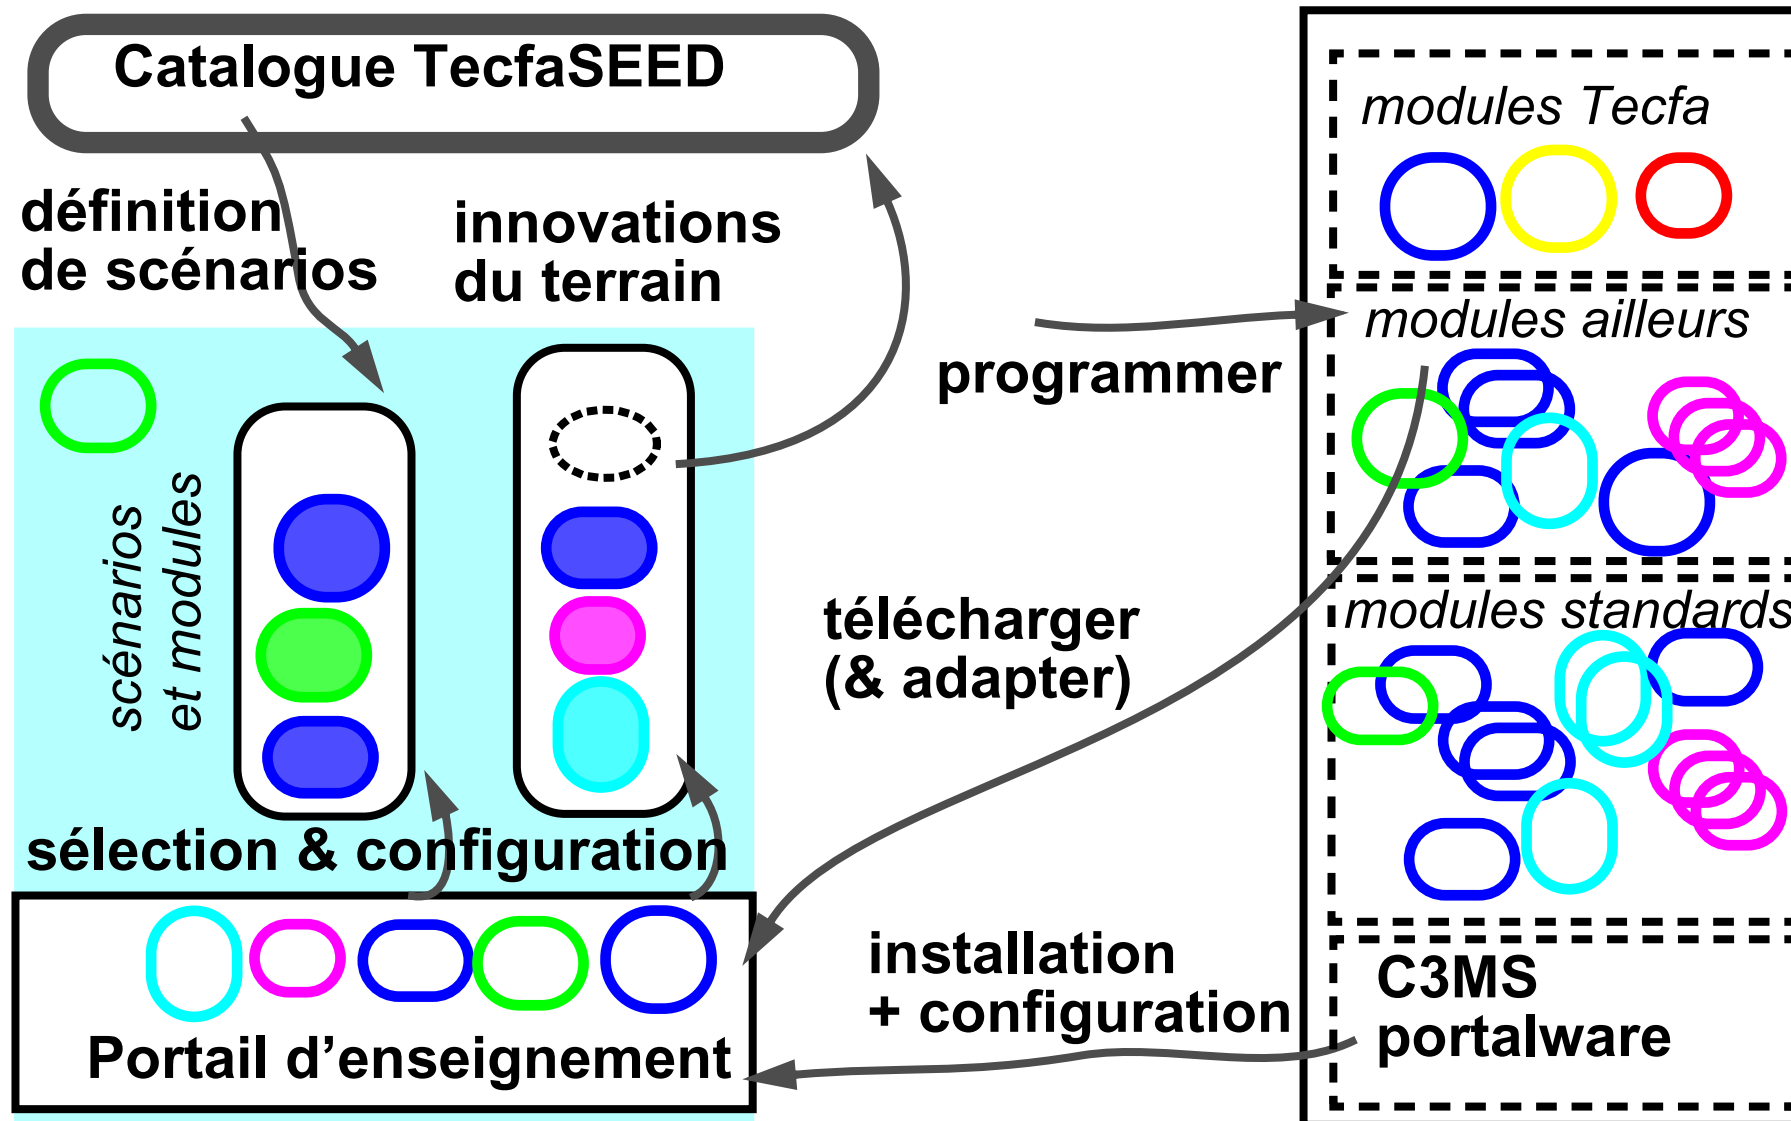 Catalogue TecfaSEED
définition
de scénarios
innovations
du terrain
scénarios
et modules
sélection & configuration
Portail d’enseignement
programmer
télécharger
(& adapter)
installation
+ configuration
modules Tecfa
modules ailleurs
modules standards
C3MS
portalware